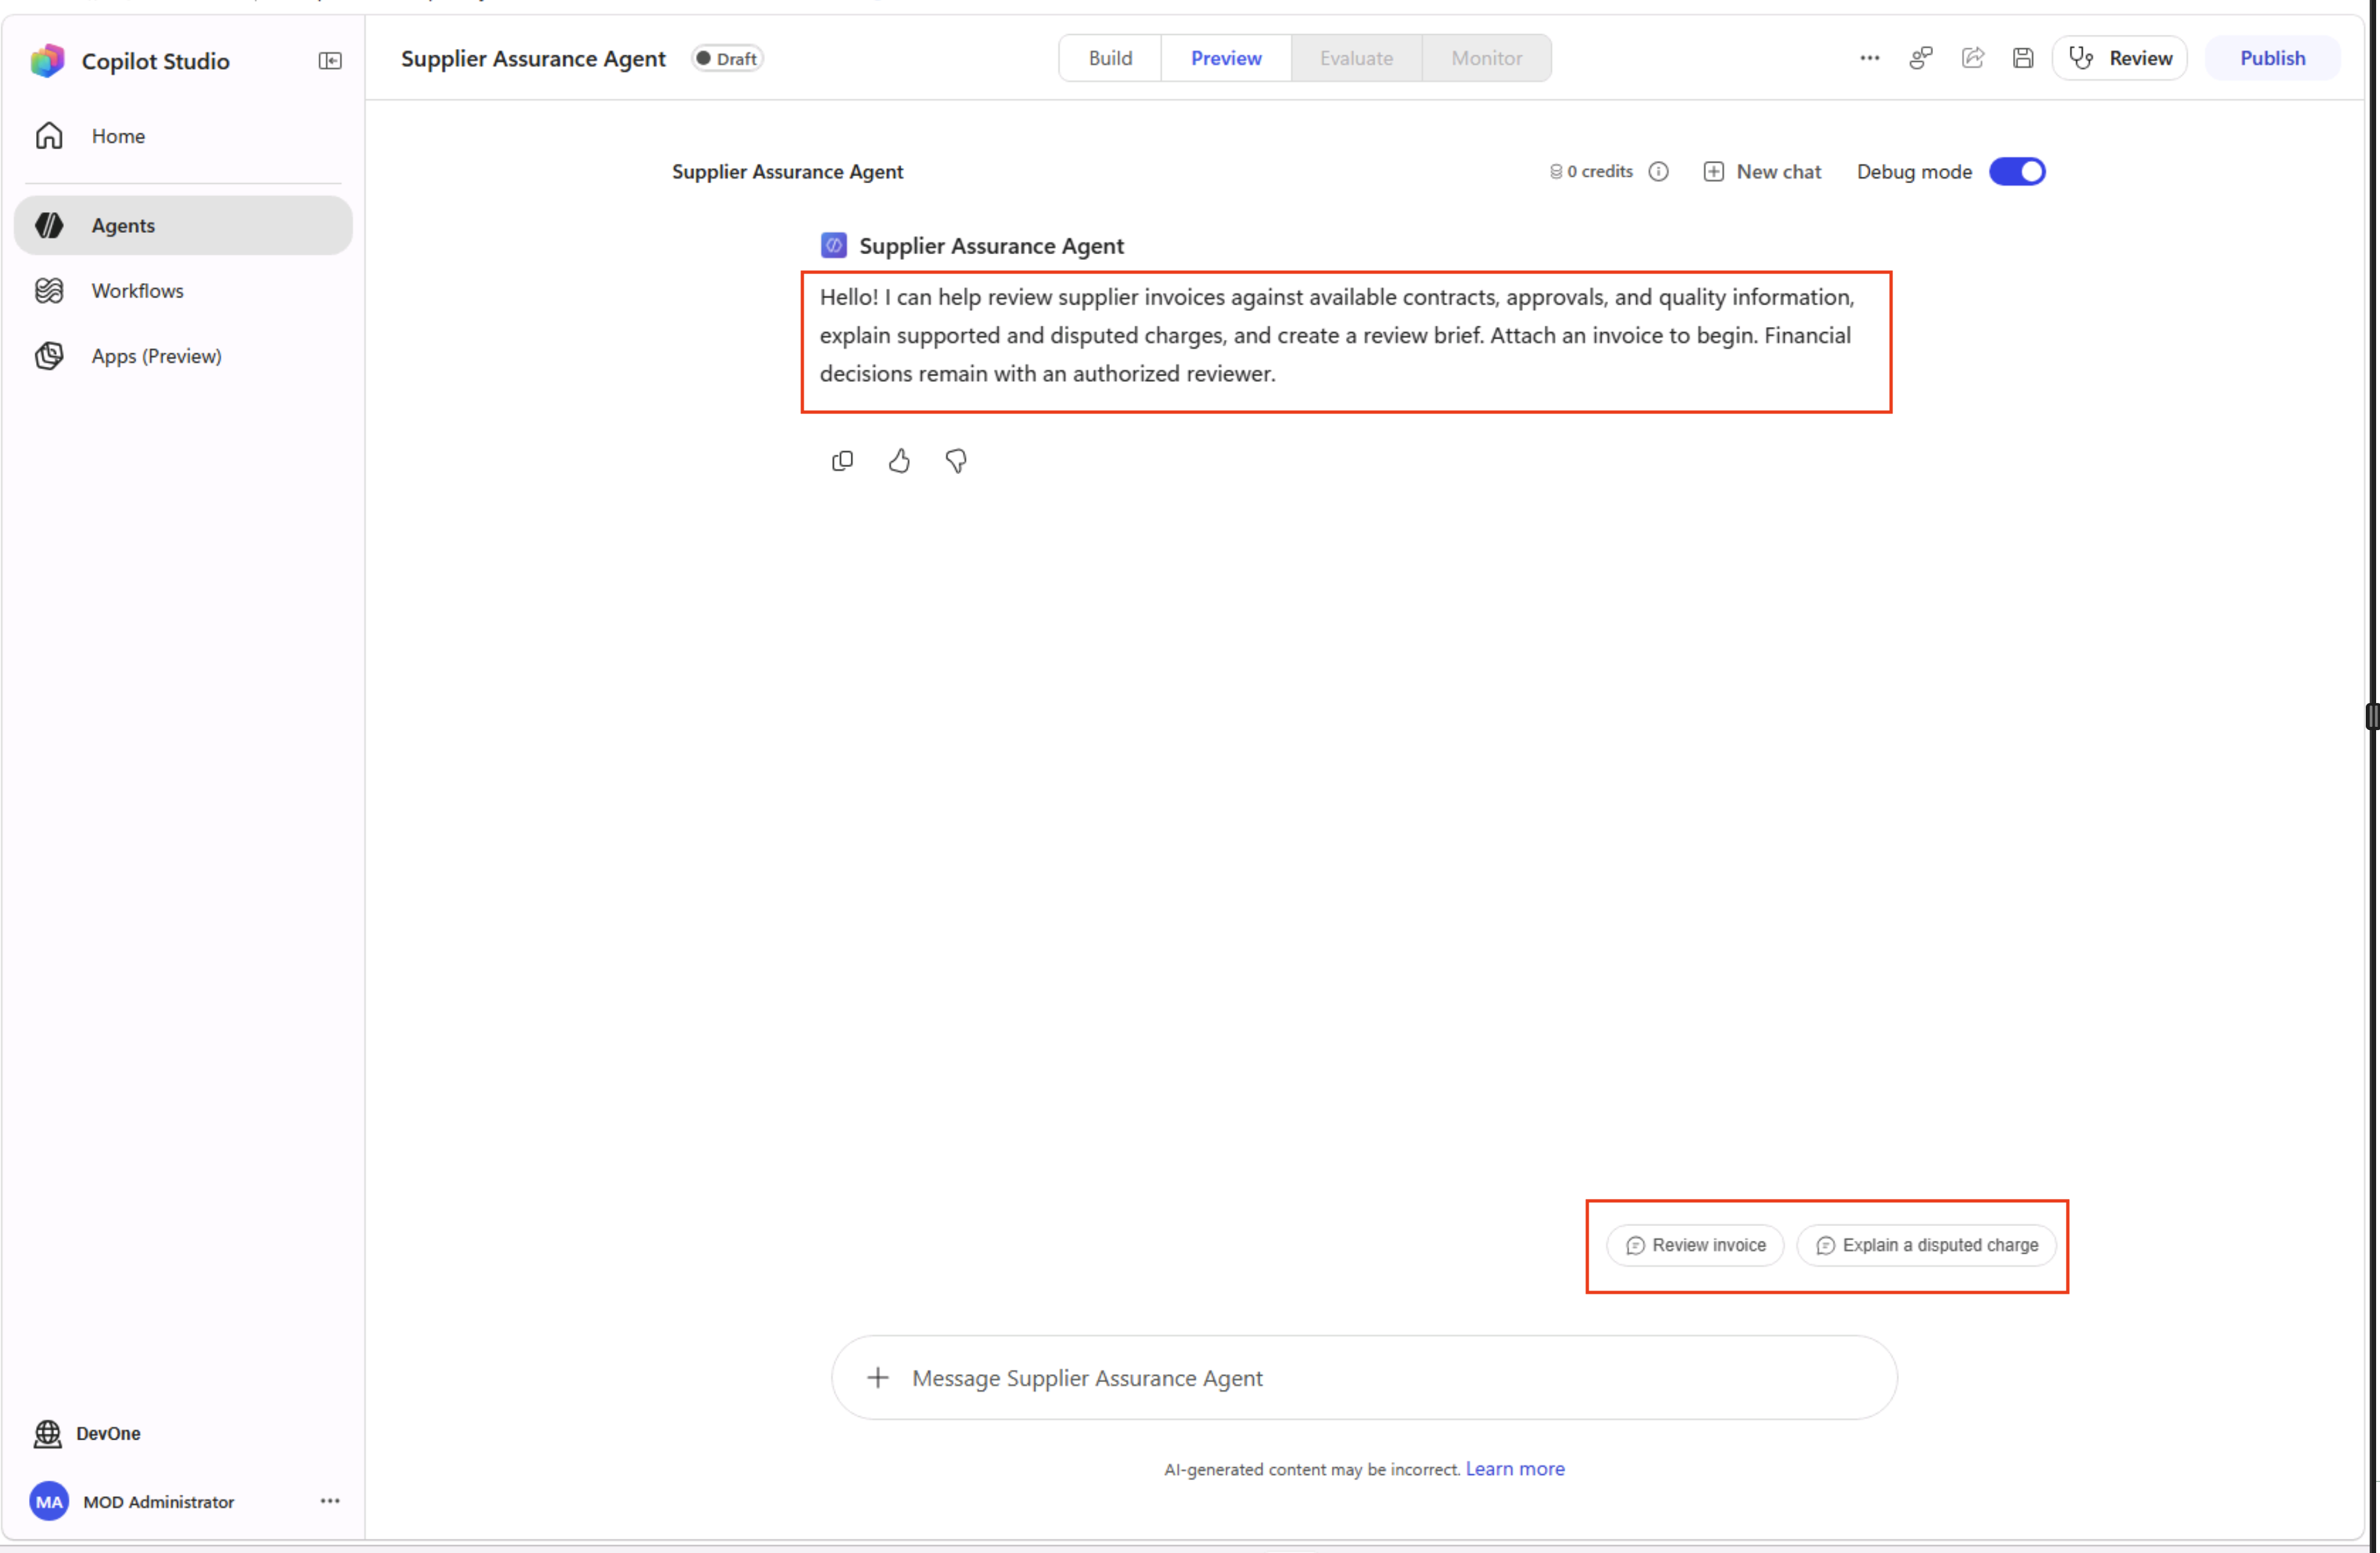 Copilot Studio
Home
Agents
Workflows
Apps (Preview)
DevOne
MA MOD Administrator
Supplier Assurance Agent
Draft
Build
Preview
Evaluate
Monitor
Review
Publish
Supplier Assurance Agent
0 credits
New chat
Debug mode
Supplier Assurance Agent
Hello! I can help review supplier invoices against available contracts, approvals, and quality information,
explain supported and disputed charges, and create a review brief. Attach an invoice to begin. Financial
decisions remain with an authorized reviewer.
Review invoice
Explain a disputed charge
Message Supplier Assurance Agent
AI-generated content may be incorrect. Learn more